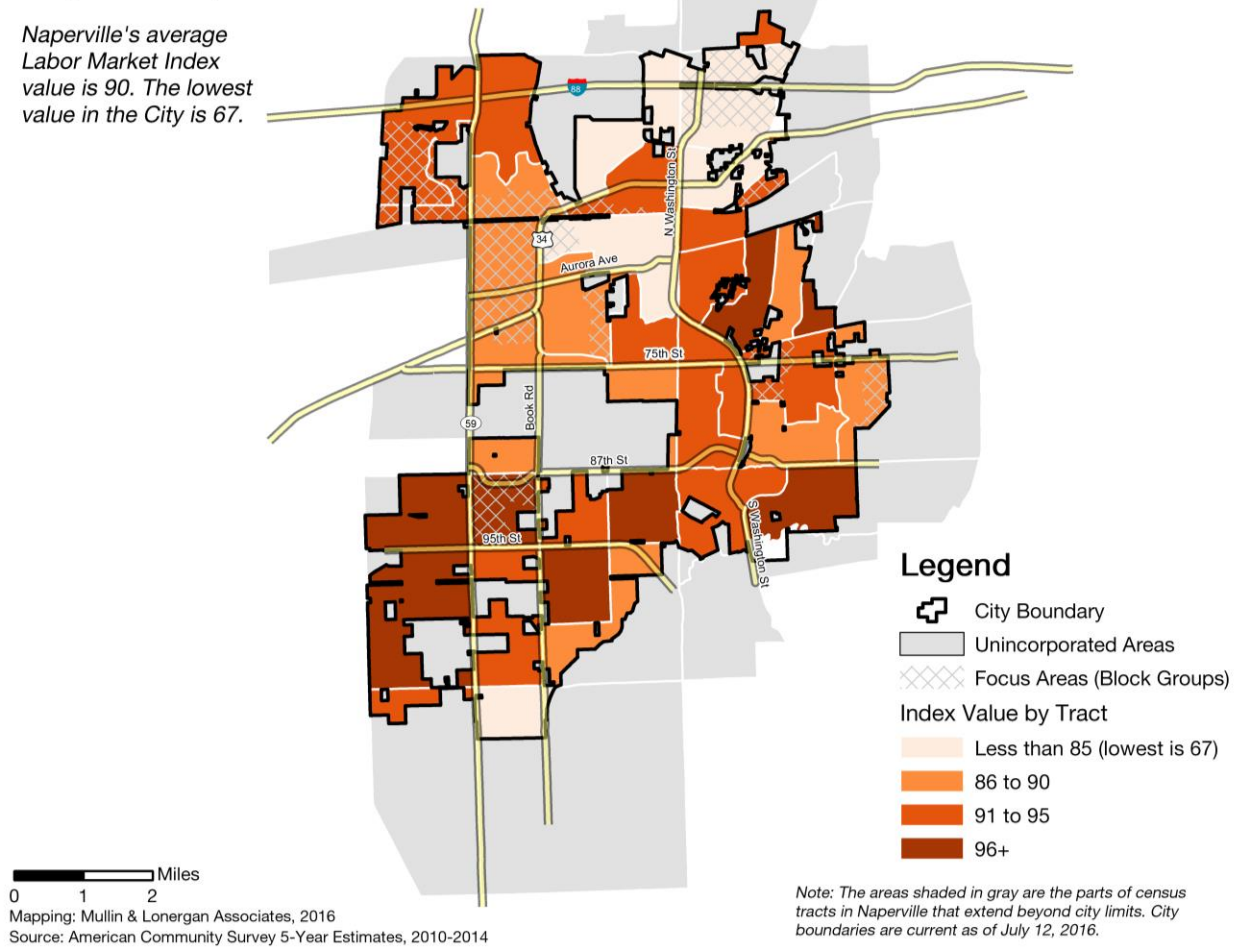 Naperville's average
Labor Market Index
value is 90. The lowest
value in the City is 67.
88
N Washington St
34
Aurora Ave
75th St
Book Rd
59
87th St
S Washington St
95th St
Legend
City Boundary
Unincorporated Areas
Focus Areas (Block Groups)
Index Value by Tract
Less than 85 (lowest is 67)
86 to 90
91 to 95
96+
Miles
0 1 2
Mapping: Mullin & Lonergan Associates, 2016
Source: American Community Survey 5-Year Estimates, 2010-2014
Note: The areas shaded in gray are the parts of census
tracts in Naperville that extend beyond city limits. City
boundaries are current as of July 12, 2016.